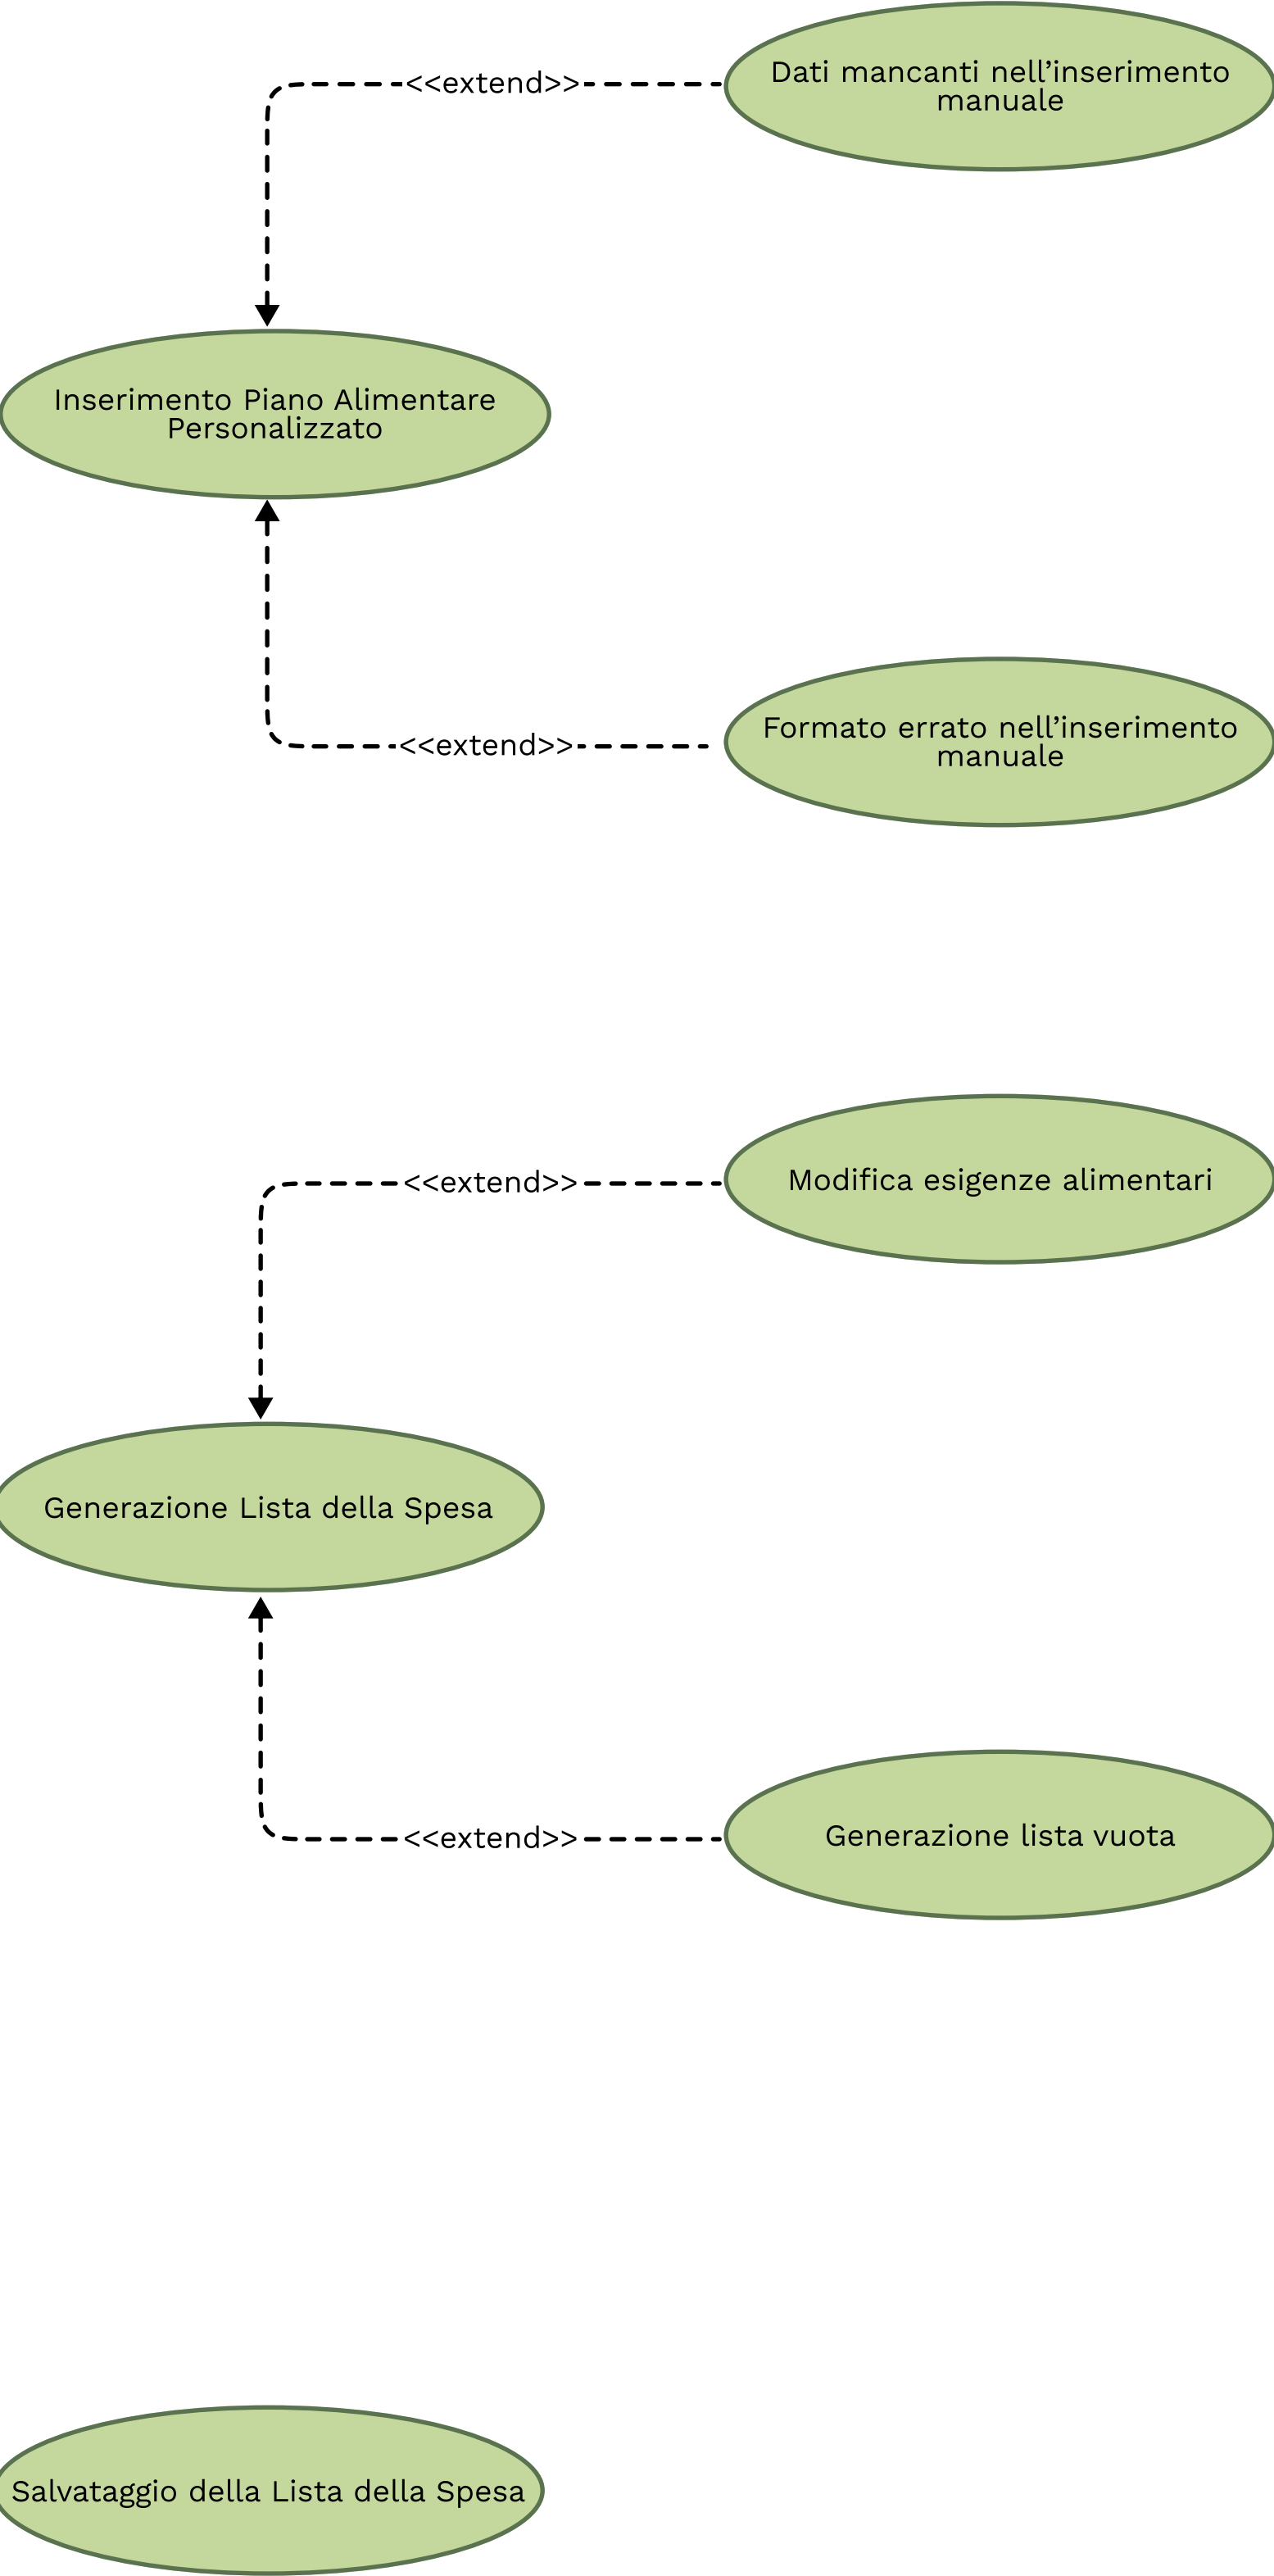 <<extend>>
Dati mancanti nell’inserimento
manuale
Inserimento Piano Alimentare
Personalizzato
<<extend>>
Formato errato nell’inserimento
manuale
<<extend>>
Modifica esigenze alimentari
Generazione Lista della Spesa
<<extend>>
Generazione lista vuota
Salvataggio della Lista della Spesa